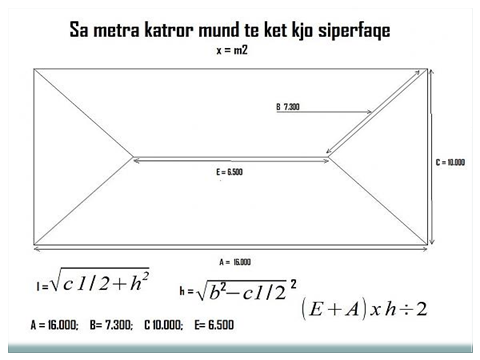 Sa metra katror mund te ket kjo siperfaqe
x = m2
B 7.300
E = 6.500
C = 10.000
A = 16.000
l = √c 1/2 + h²
h = √b² – c1/2 ²
(E + A) x h ÷ 2
A = 16.000; B= 7.300; C 10.000; E= 6.500